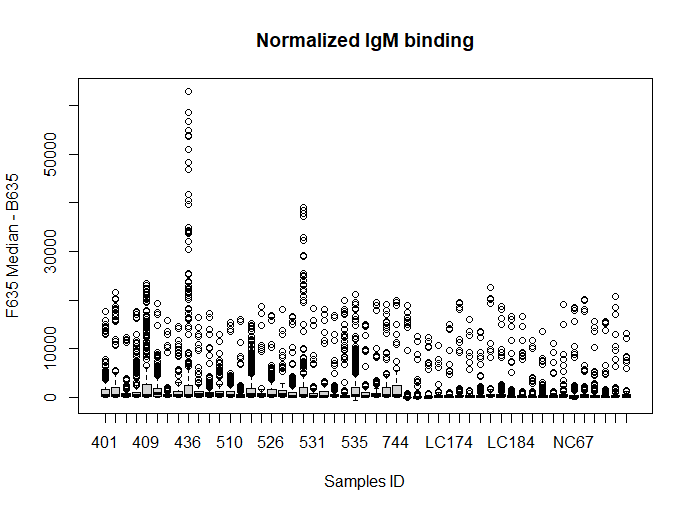 Normalized IgM binding
F635 Median - B635
50000
30000
10000
0
401 409 436 510 526 531 535 744 LC174 LC184 NC67
Samples ID